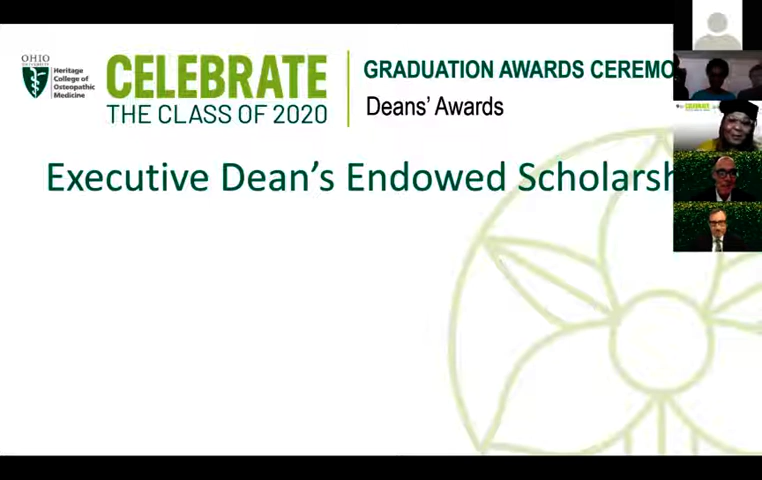 OHIO
UNIVERSITY
Heritage
College of
Osteopathic
Medicine
CELEBRATE
THE CLASS OF 2020
GRADUATION AWARDS CEREMO
Deans' Awards
Executive Dean's Endowed Scholarsh